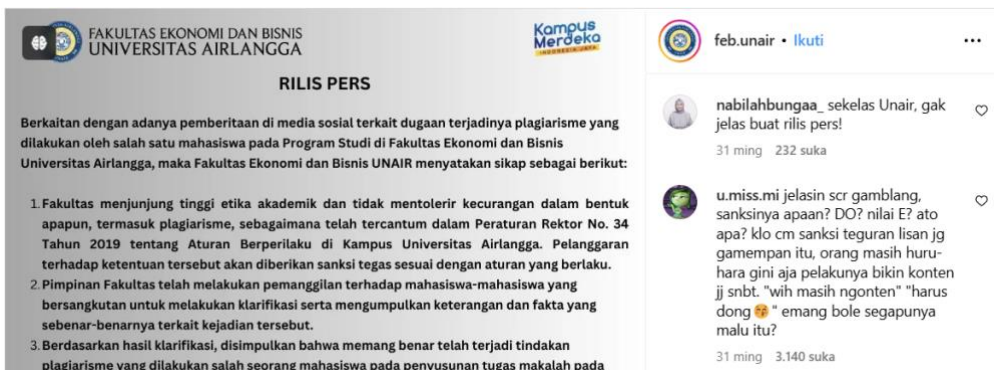 FAKULTAS EKONOMI DAN BISNIS
UNIVERSITAS AIRLANGGA
Kampus
Merdeka
INDONESIA JAYA
RILIS PERS
Berkaitan dengan adanya pemberitaan di media sosial terkait dugaan terjadinya plagiarisme yang
dilakukan oleh salah satu mahasiswa pada Program Studi di Fakultas Ekonomi dan Bisnis
Universitas Airlangga, maka Fakultas Ekonomi dan Bisnis UNAIR menyatakan sikap sebagai berikut:
1. Fakultas menjunjung tinggi etika akademik dan tidak mentolerir kecurangan dalam bentuk
apapun, termasuk plagiarisme, sebagaimana telah tercantum dalam Peraturan Rektor No. 34
Tahun 2019 tentang Aturan Berperilaku di Kampus Universitas Airlangga. Pelanggaran
terhadap ketentuan tersebut akan diberikan sanksi tegas sesuai dengan aturan yang berlaku.
2. Pimpinan Fakultas telah melakukan pemanggilan terhadap mahasiswa-mahasiswa yang
bersangkutan untuk melakukan klarifikasi serta mengumpulkan keterangan dan fakta yang
sebenar-benarnya terkait kejadian tersebut.
3. Berdasarkan hasil klarifikasi, disimpulkan bahwa memang benar telah terjadi tindakan
plagiarisme yang dilakukan salah seorang mahasiswa pada penyusunan tugas makalah pada
feb.unair • Ikuti
nabilahbungaa_ sekelas Unair, gak
jelas buat rilis pers!
31 ming 232 suka
u.miss.mi jelasin scr gamblang,
sanksinya apaan? DO? nilai E? ato
apa? klo cm sanksi teguran lisan jg
gamempan itu, orang masih huru-
hara gini aja pelakunya bikin konten
jj snbt. "wih masih ngonten" "harus
dong 😚" emang bole segapunya
malu itu?
31 ming 3.140 suka